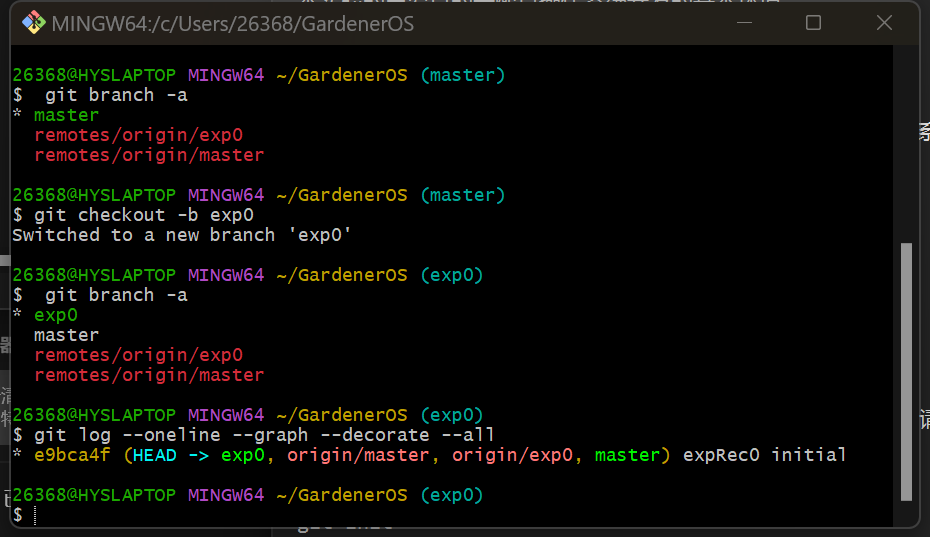 MINGW64:/c/Users/26368/GardenerOS
26368@HYSLAPTOP MINGW64 ~/GardenerOS (master)
$  git branch -a
* master
  remotes/origin/exp0
  remotes/origin/master
26368@HYSLAPTOP MINGW64 ~/GardenerOS (master)
$ git checkout -b exp0
Switched to a new branch 'exp0'
26368@HYSLAPTOP MINGW64 ~/GardenerOS (exp0)
$  git branch -a
* exp0
  master
  remotes/origin/exp0
  remotes/origin/master
26368@HYSLAPTOP MINGW64 ~/GardenerOS (exp0)
$ git log --oneline --graph --decorate --all
* e9bca4f (HEAD -> exp0, origin/master, origin/exp0, master) expRec0 initial
26368@HYSLAPTOP MINGW64 ~/GardenerOS (exp0)
$